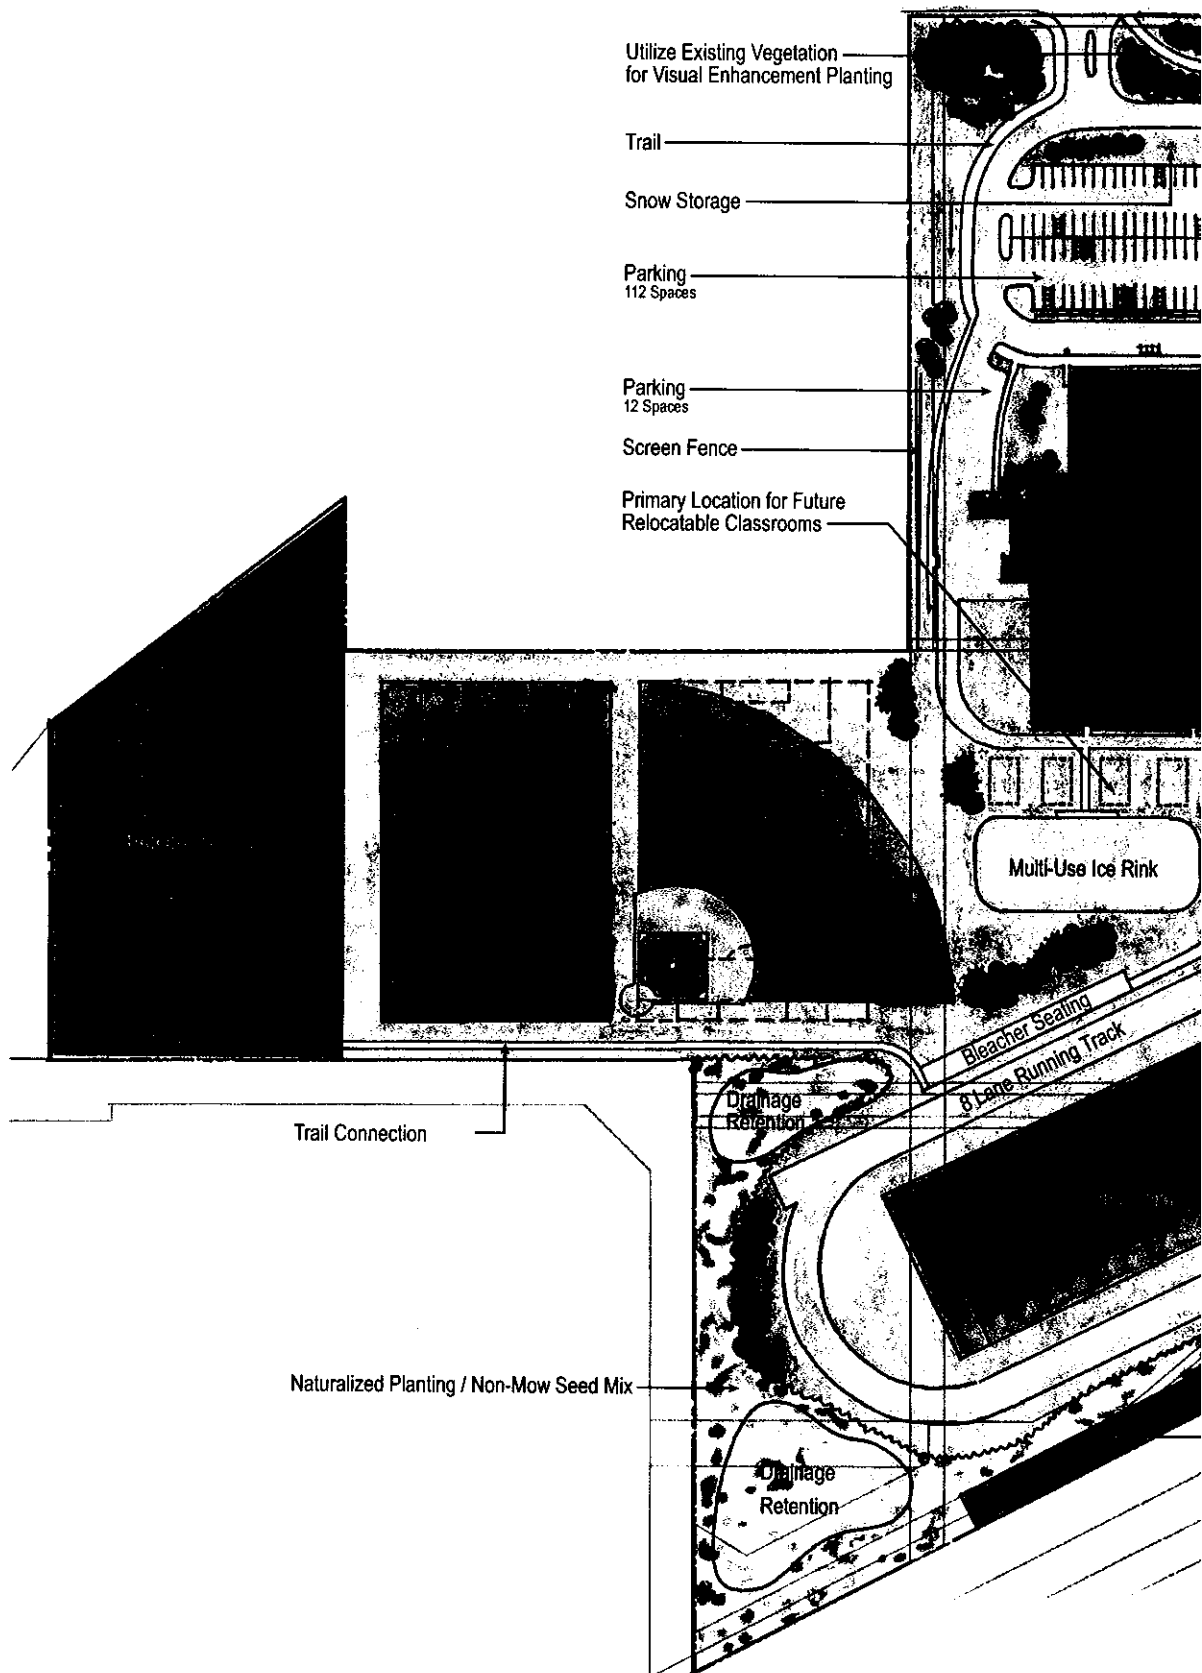 Utilize Existing Vegetation
for Visual Enhancement Planting
Trail
Snow Storage
Parking
112 Spaces
Parking
12 Spaces
Screen Fence
Primary Location for Future
Relocatable Classrooms
Multi-Use Ice Rink
Bleacher Seating
8 Lane Running Track
Drainage
Retention
Trail Connection
Naturalized Planting / Non-Mow Seed Mix
Drainage
Retention